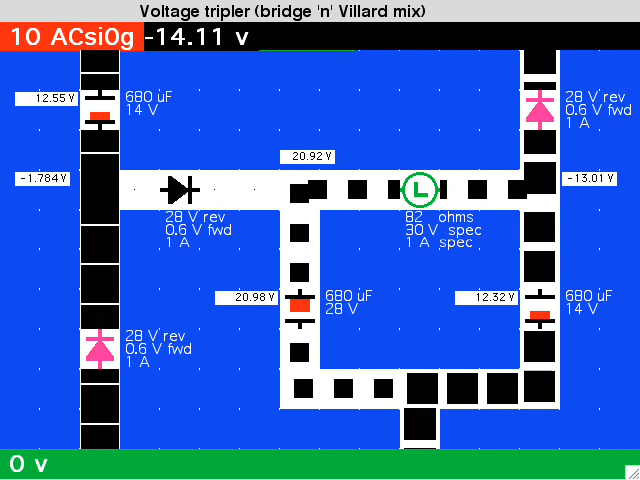 Voltage tripler (bridge 'n' Villard mix)
10 ACsi0g -14.11 v
12.55 V
680 uF
14 V
28 V rev
0.6 V fwd
1 A
20.92 V
-1.784 V
-13.01 V
28 V rev
0.6 V fwd
1 A
L
82 ohms
30 V spec
1 A spec
20.98 V
680 uF
28 V
12.32 V
680 uF
14 V
28 V rev
0.6 V fwd
1 A
0 v